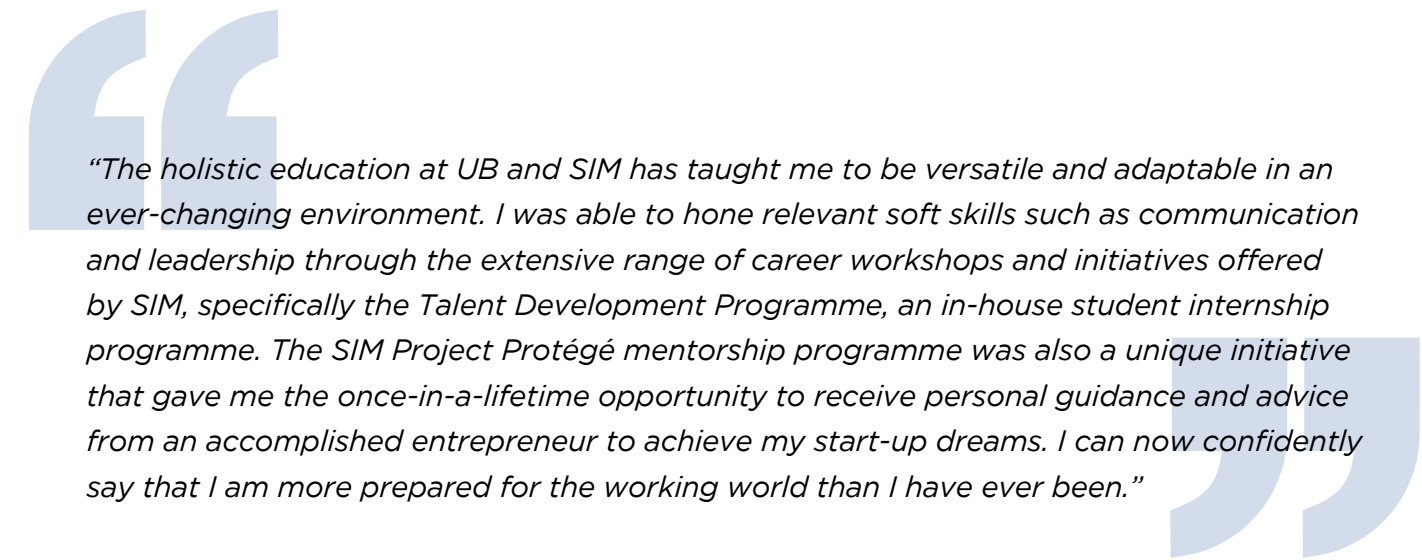 “The holistic education at UB and SIM has taught me to be versatile and adaptable in an
ever-changing environment. I was able to hone relevant soft skills such as communication
and leadership through the extensive range of career workshops and initiatives offered
by SIM, specifically the Talent Development Programme, an in-house student internship
programme. The SIM Project Protégé mentorship programme was also a unique initiative
that gave me the once-in-a-lifetime opportunity to receive personal guidance and advice
from an accomplished entrepreneur to achieve my start-up dreams. I can now confidently
say that I am more prepared for the working world than I have ever been.”